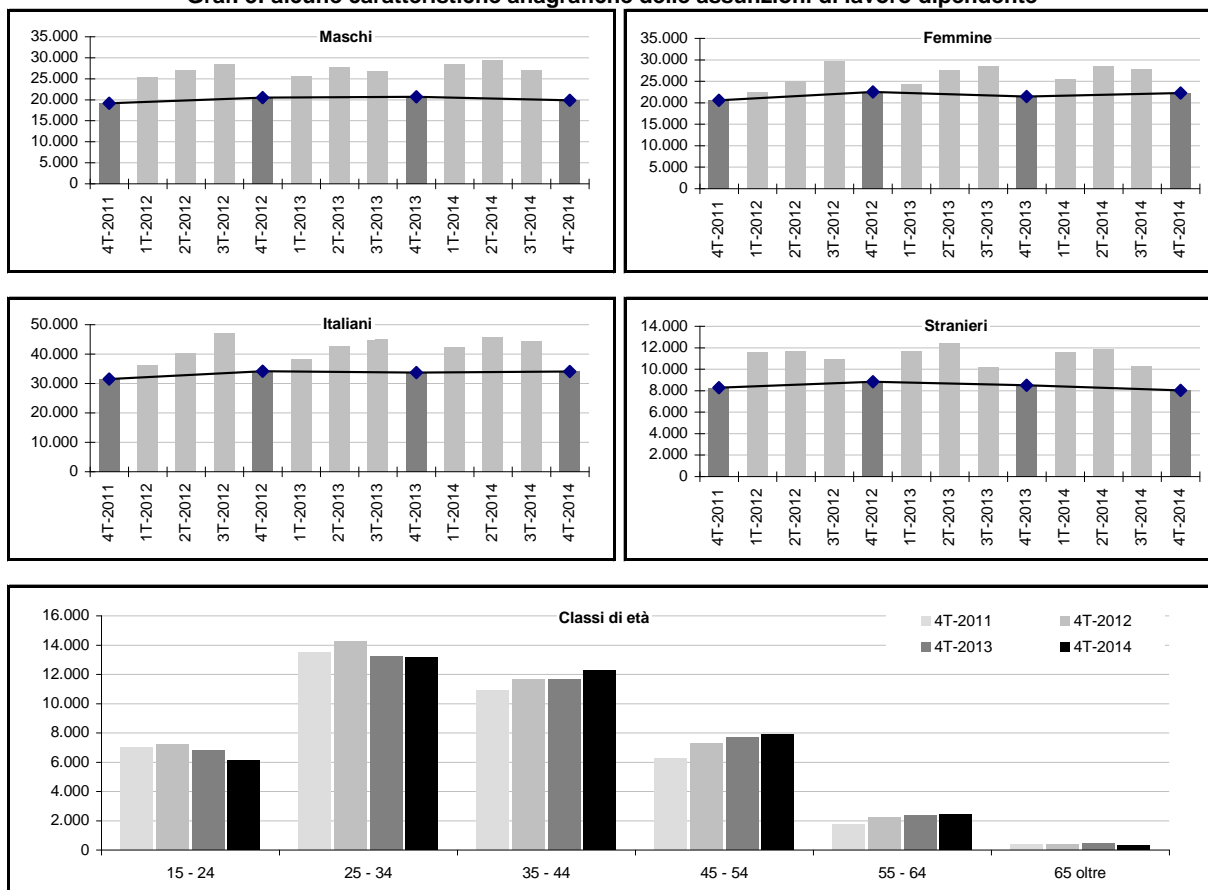 Maschi
35.000
30.000
25.000
20.000
15.000
10.000
5.000
0
4T-2011
1T-2012
2T-2012
3T-2012
4T-2012
1T-2013
2T-2013
3T-2013
4T-2013
1T-2014
2T-2014
3T-2014
4T-2014
Femmine
35.000
30.000
25.000
20.000
15.000
10.000
5.000
0
4T-2011
1T-2012
2T-2012
3T-2012
4T-2012
1T-2013
2T-2013
3T-2013
4T-2013
1T-2014
2T-2014
3T-2014
4T-2014
Italiani
50.000
40.000
30.000
20.000
10.000
0
4T-2011
1T-2012
2T-2012
3T-2012
4T-2012
1T-2013
2T-2013
3T-2013
4T-2013
1T-2014
2T-2014
3T-2014
4T-2014
Stranieri
14.000
12.000
10.000
8.000
6.000
4.000
2.000
0
4T-2011
1T-2012
2T-2012
3T-2012
4T-2012
1T-2013
2T-2013
3T-2013
4T-2013
1T-2014
2T-2014
3T-2014
4T-2014
Classi di età
4T-2011 4T-2012
4T-2013 4T-2014
16.000
14.000
12.000
10.000
8.000
6.000
4.000
2.000
0
15 - 24 25 - 34 35 - 44 45 - 54 55 - 64 65 oltre